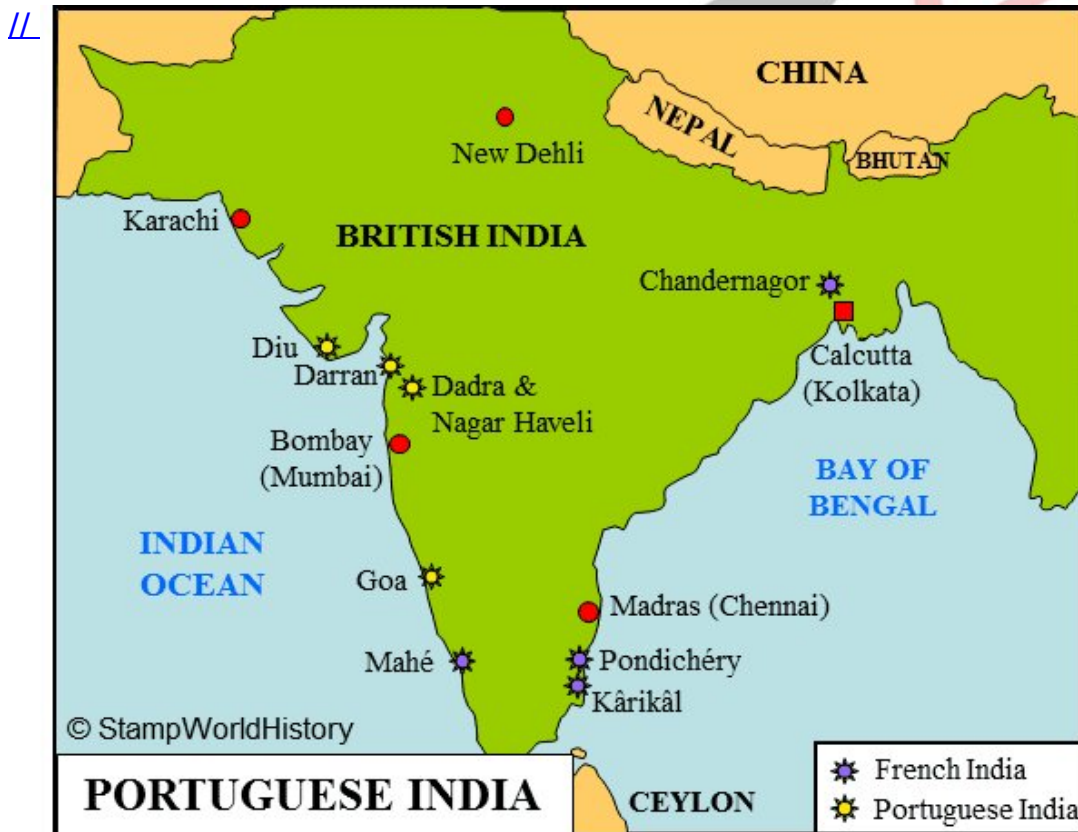 //
CHINA
NEPAL
BHUTAN
New Dehli
Karachi
BRITISH INDIA
Chandernagor
Diu
Darran
Calcutta
(Kolkata)
Dadra &
Nagar Haveli
Bombay
(Mumbai)
BAY OF
BENGAL
INDIAN
OCEAN
Goa
Madras (Chennai)
Mahé
Pondichéry
Kârikâl
© StampWorldHistory
PORTUGUESE INDIA
CEYLON
French India
Portuguese India